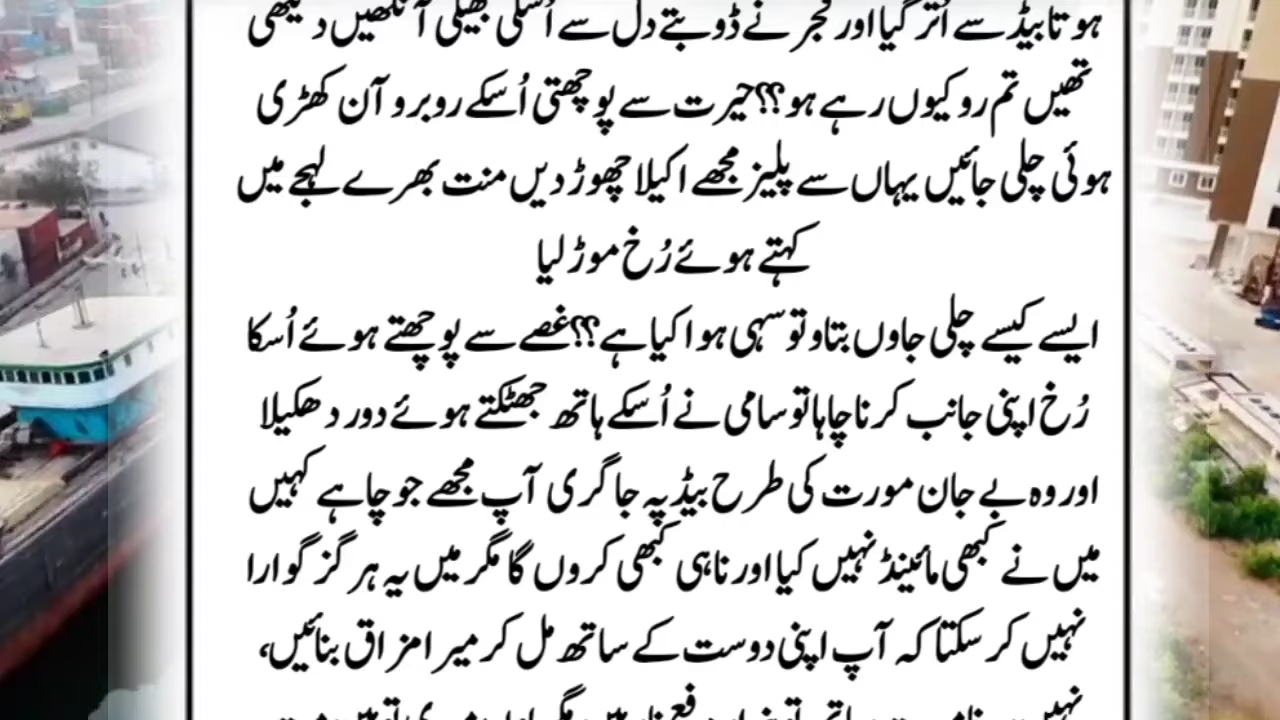 ہوتا بیڈ سے اُتر گیا اور فجر نے ڈوبتے دل سے اُسکی بھیگی آنکھیں دیکھی
تھیں تم رو کیوں رہے ہو؟؟؟ حیرت سے پوچھتی اُسکے روبرو آن کھڑی
ہوئی چلی جائیں یہاں سے پلیز مجھے اکیلا چھوڑ دیں منت بھرے لہجے میں
کہتے ہوئے رُخ موڑ لیا
ایسے کیسے چلی جاوں بتاو تو سہی ہوا کیا ہے؟؟؟ غصے سے پوچھتے ہوئے اُسکا
رُخ اپنی جانب کرنا چاہا تو سامی نے اُسکے ہاتھ جھٹکتے ہوئے دور دھکیلا
اور وہ بے جان مورت کی طرح بیڈ پہ جا گری آپ مجھے جو چاہے کہیں
میں نے کبھی مائینڈ نہیں کیا اور نا ہی کبھی کروں گا مگر میں یہ ہر گز گوارا
نہیں کر سکتا کہ آپ اپنی دوست کے ساتھ مل کر میرا مزاق بنائیں،